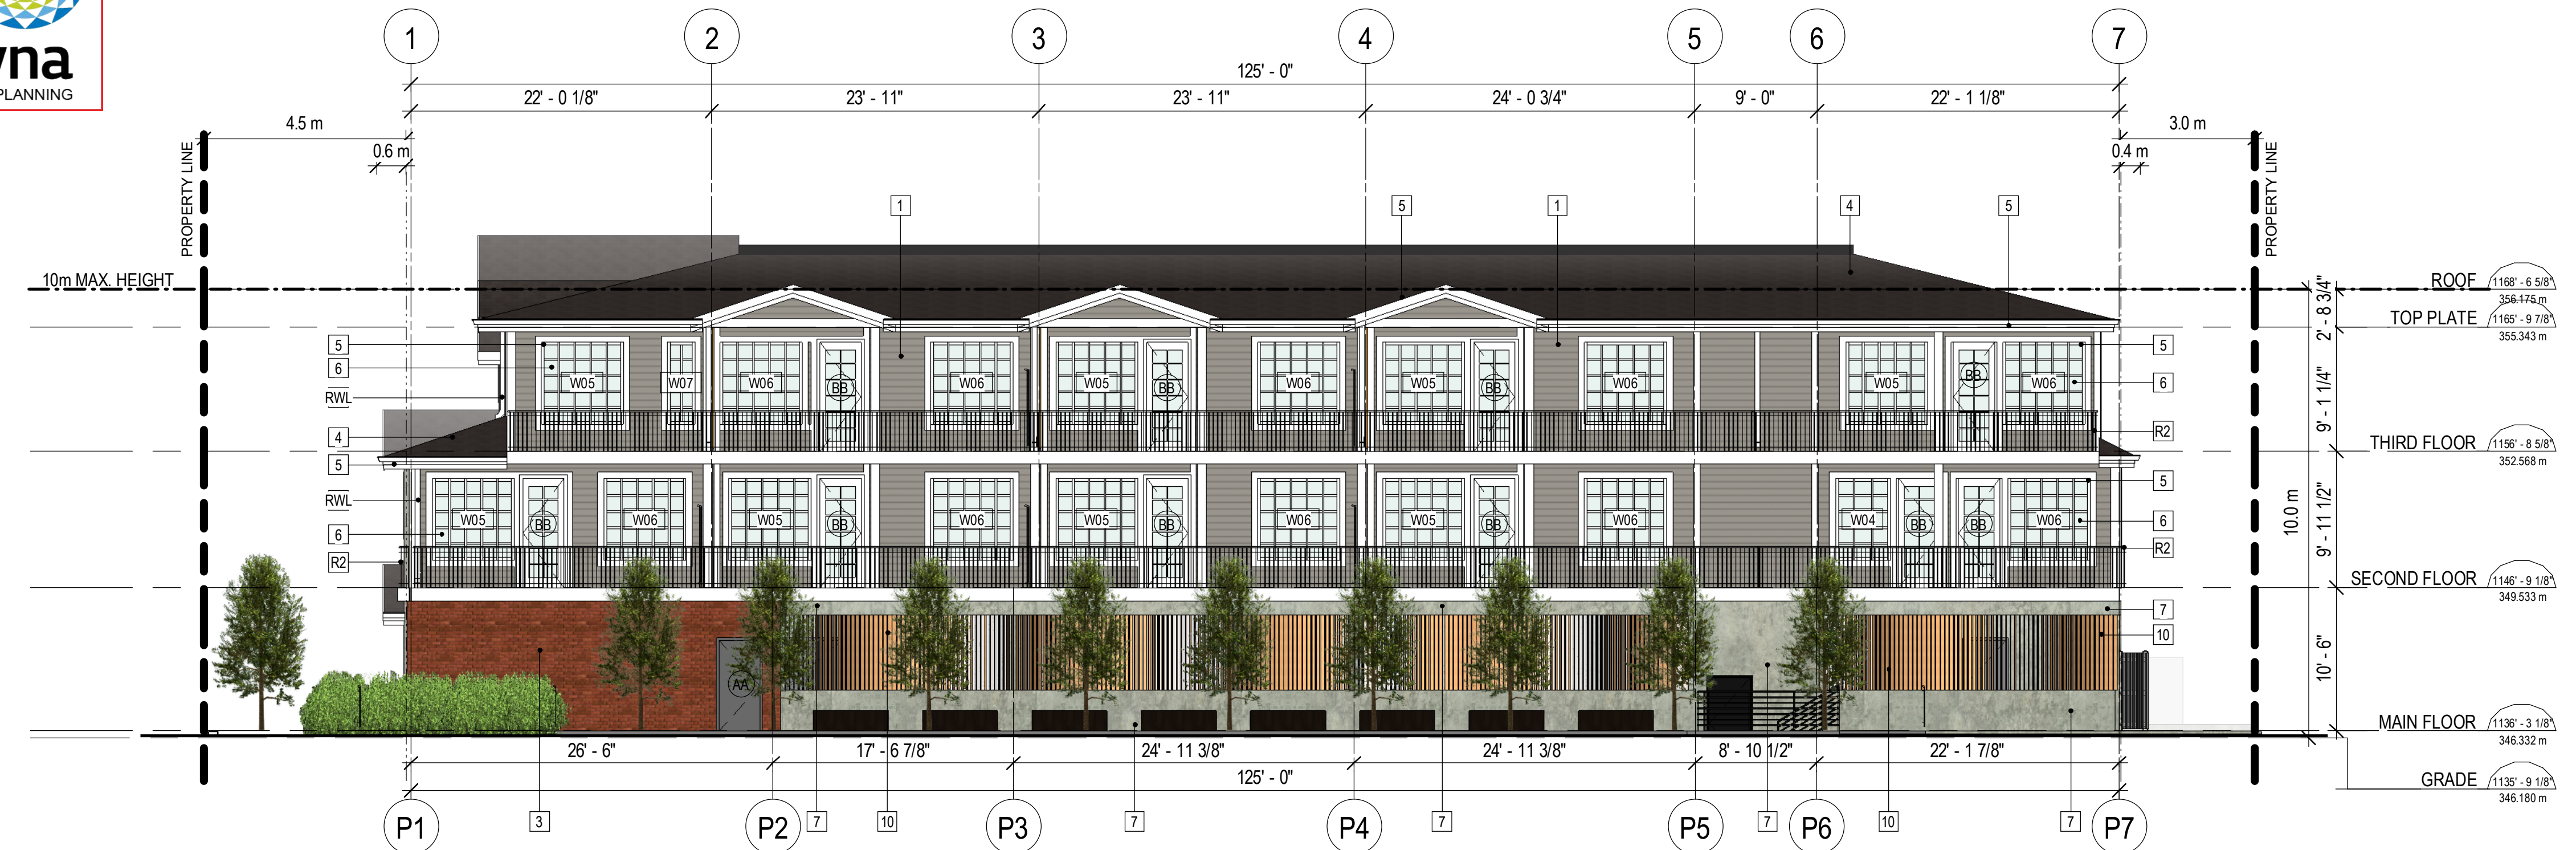 wna
PLANNING
1 2 3 4 5 6 7
125' - 0"
22' - 0 1/8" 23' - 11" 23' - 11" 24' - 0 3/4" 9' - 0" 22' - 1 1/8"
4.5 m 3.0 m
0.6 m 0.4 m
PROPERTY LINE PROPERTY LINE
1 5 1 4 5
10m MAX. HEIGHT
ROOF 1168' - 6 5/8"
356.175 m
2' - 8 3/4"
TOP PLATE 1165' - 9 7/8"
355.343 m
5 5
6 6
W05 W07 W06 BB W06 W05 BB W06 W05 BB W06 W05 BB W06
RWL
9' - 1 1/4"
4 R2
THIRD FLOOR 1156' - 8 5/8"
352.568 m
5 5
RWL
W05 BB W06 W05 BB W06 W05 BB W06 W05 BB W06 W04 BB BB W06
6 6
R2 R2
10.0 m
9' - 11 1/2"
SECOND FLOOR 1146' - 9 1/8"
349.533 m
7
10
AA
10' - 6"
MAIN FLOOR 1136' - 3 1/8"
346.332 m
26' - 6" 17' - 6 7/8" 24' - 11 3/8" 24' - 11 3/8" 8' - 10 1/2" 22' - 1 7/8"
125' - 0"
GRADE 1135' - 9 1/8"
346.180 m
P1 3 P2 7 10 P3 7 P4 7 P5 7 P6 10 7 P7